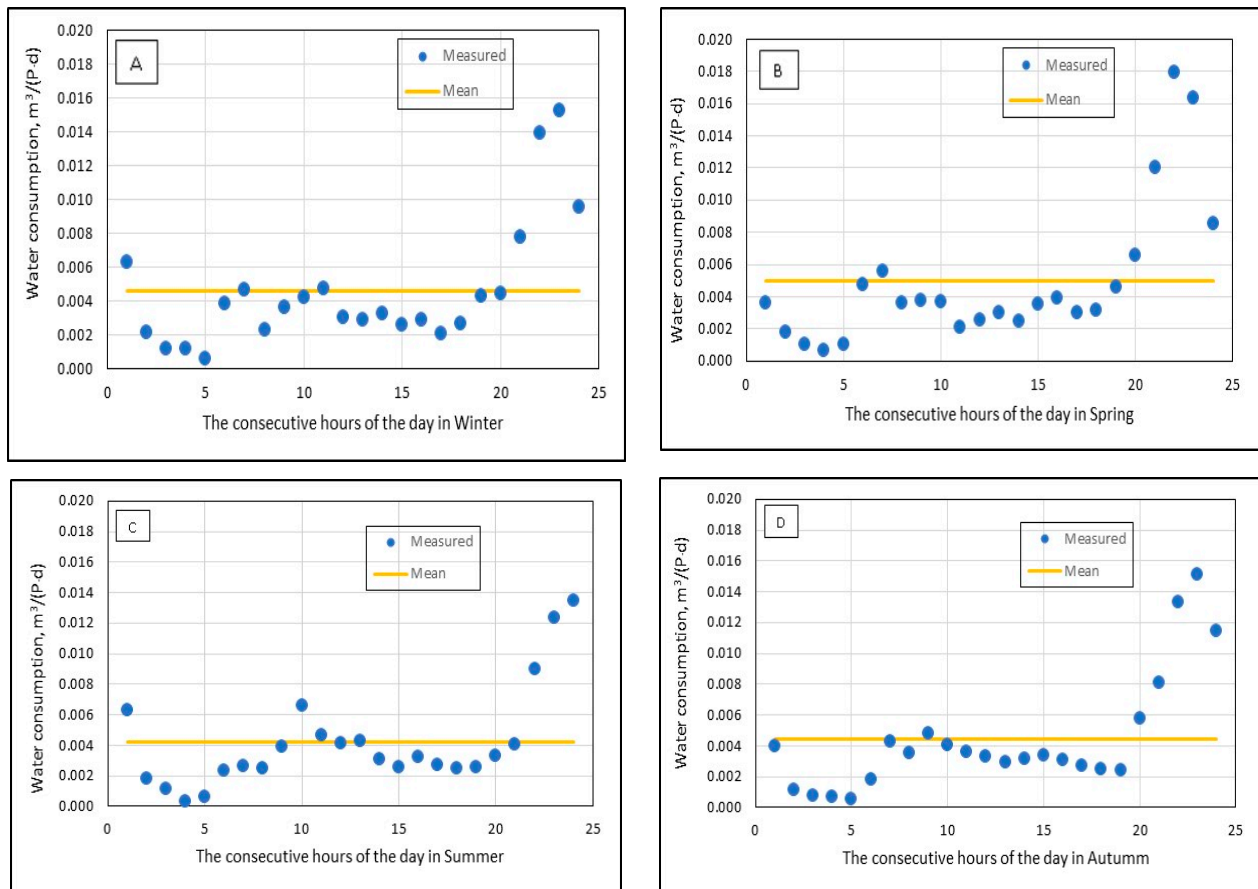 A
Measured
Mean
Water consumption, m³/(P·d)
0.020
0.018
0.016
0.014
0.012
0.010
0.008
0.006
0.004
0.002
0.000
0 5 10 15 20 25
The consecutive hours of the day in Winter
B
Measured
Mean
Water consumption, m³/(P·d)
0.020
0.018
0.016
0.014
0.012
0.010
0.008
0.006
0.004
0.002
0.000
0 5 10 15 20 25
The consecutive hours of the day in Spring
C
Measured
Mean
Water consumption, m³/(P·d)
0.020
0.018
0.016
0.014
0.012
0.010
0.008
0.006
0.004
0.002
0.000
0 5 10 15 20 25
The consecutive hours of the day in Summer
D
Measured
Mean
Water consumption, m³/(P·d)
0.020
0.018
0.016
0.014
0.012
0.010
0.008
0.006
0.004
0.002
0.000
0 5 10 15 20 25
The consecutive hours of the day in Autumm